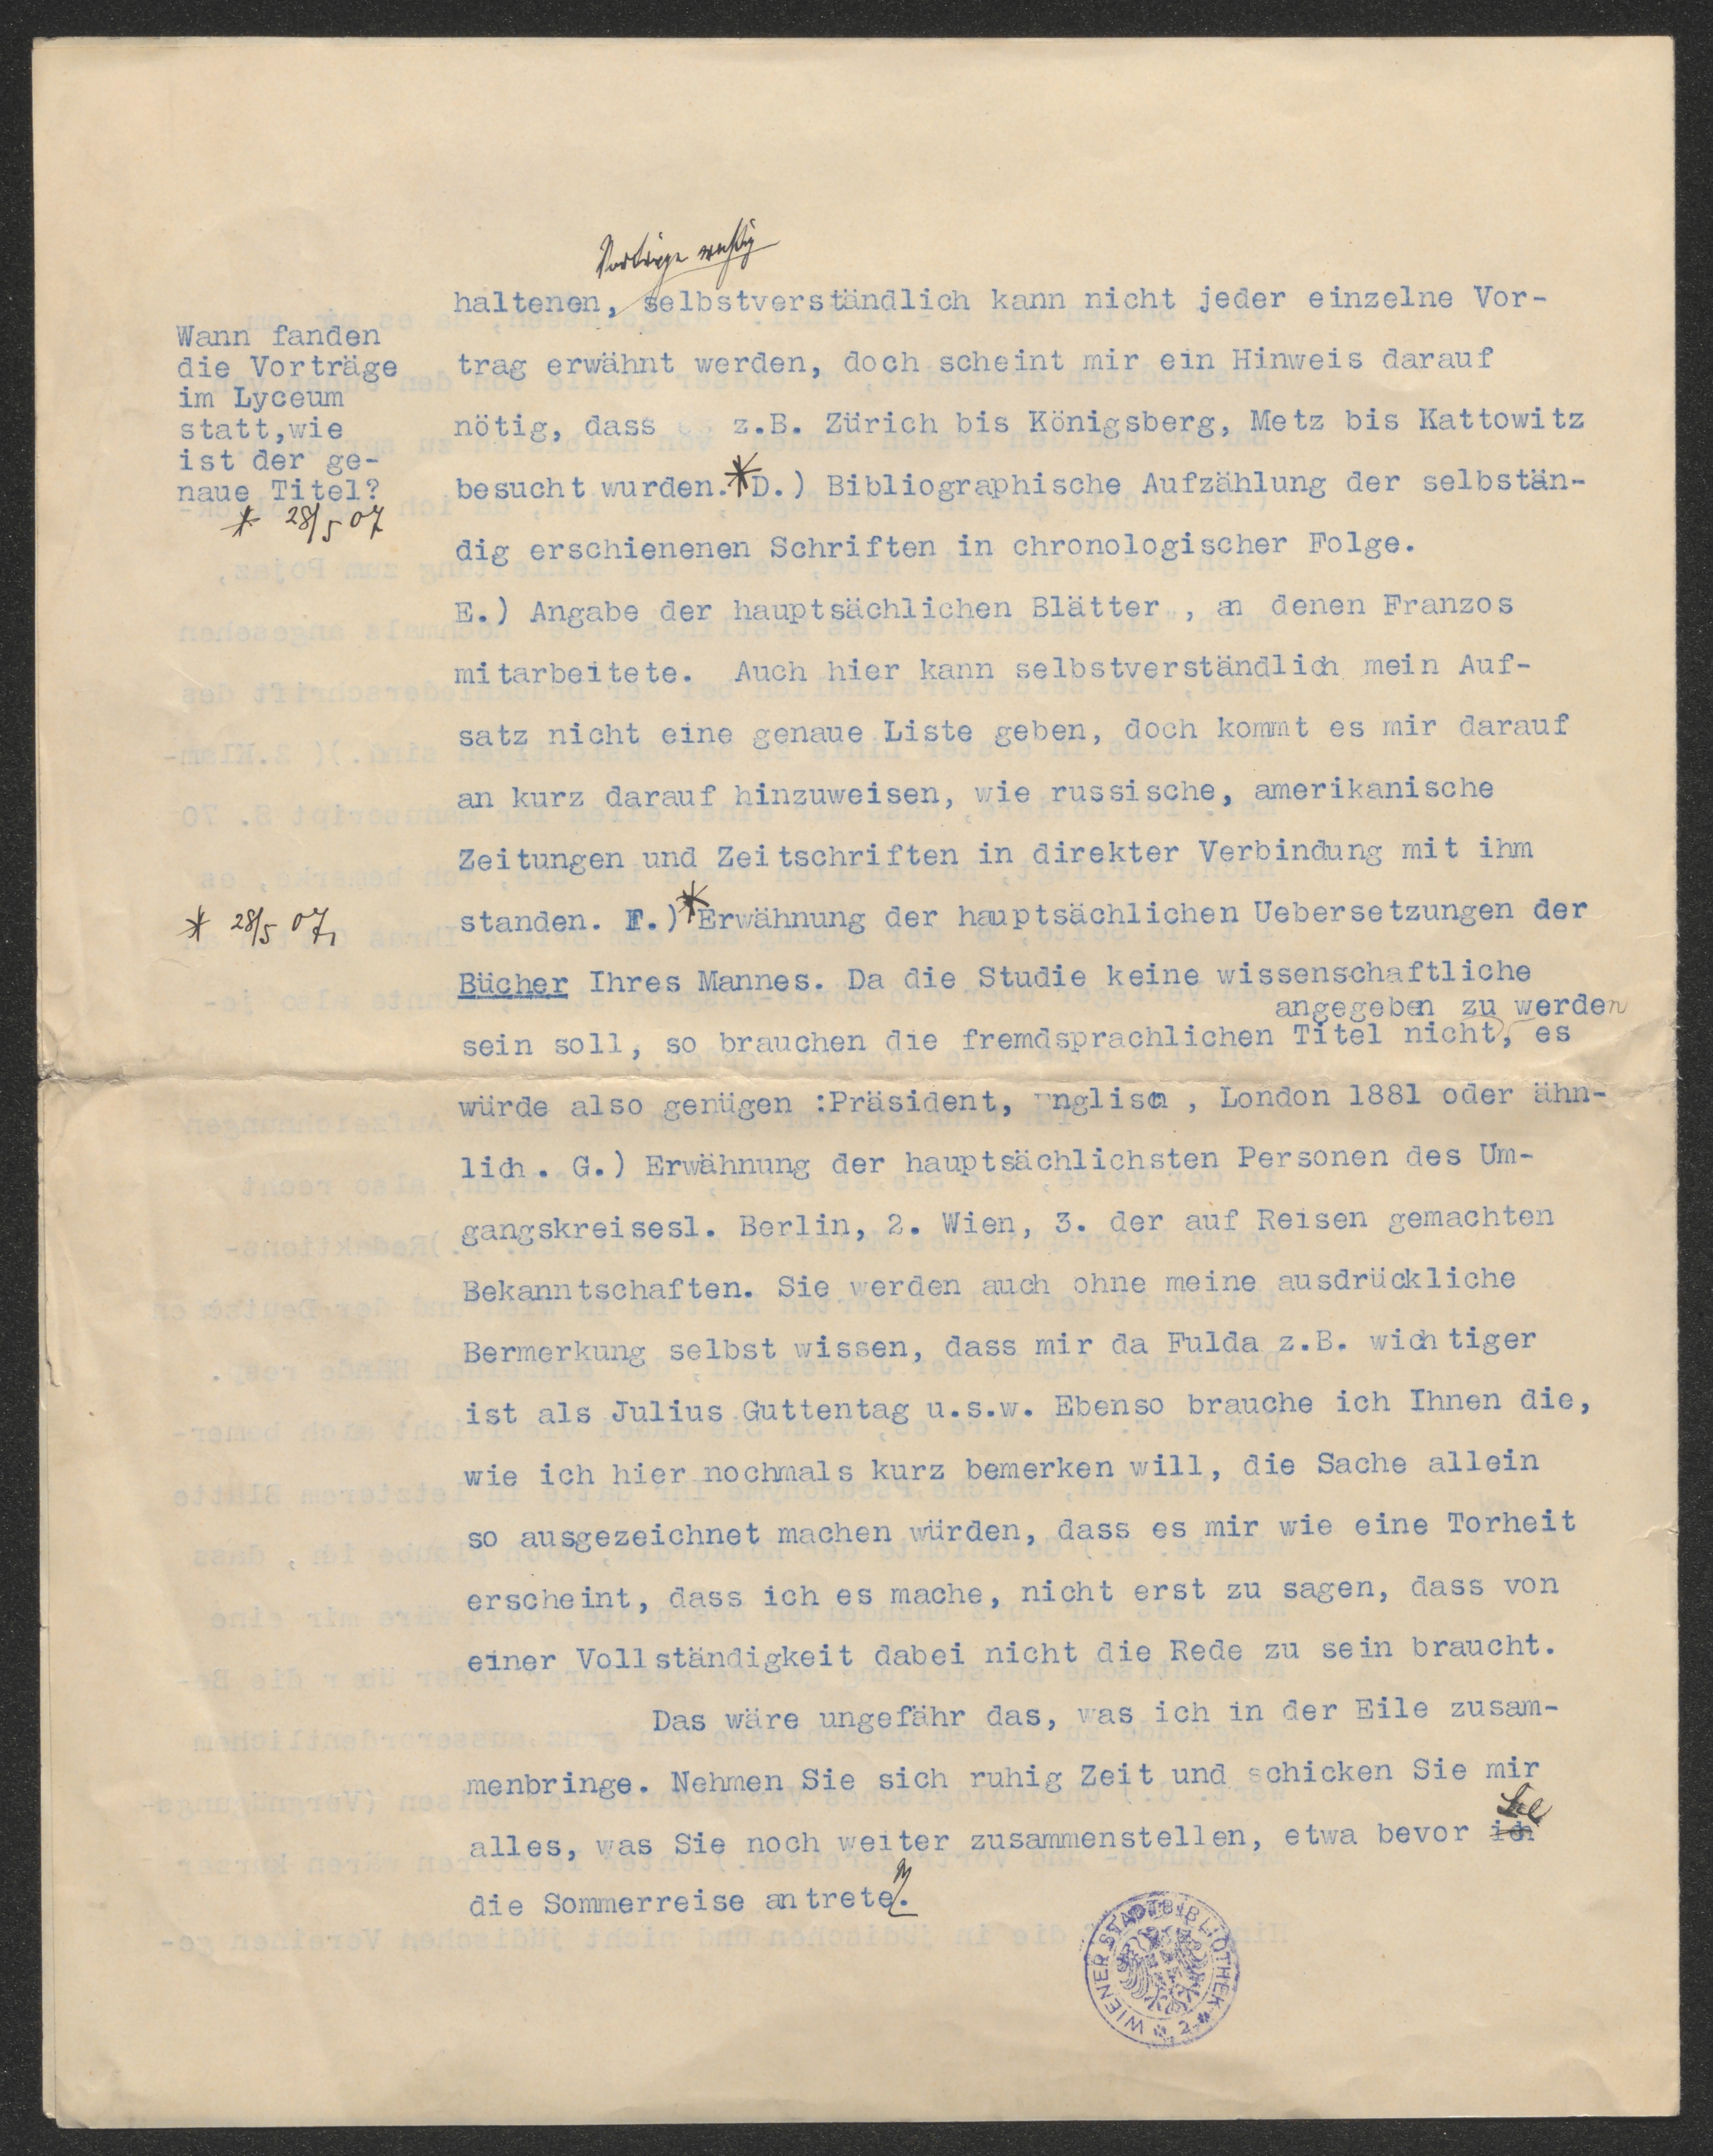 Vorträge wichtig
haltenen, selbstverständlich kann nicht jeder einzelne Vor-
Wann fanden
die Vorträge
im Lyceum
statt,wie
ist der ge-
naue Titel?
* 28/5 07
trag erwähnt werden, doch scheint mir ein Hinweis darauf
nötig, dass z.B. Zürich bis Königsberg, Metz bis Kattowitz
besucht wurden.* D.) Bibliographische Aufzählung der selbstän-
dig erschienenen Schriften in chronologischer Folge.
E.) Angabe der hauptsächlichen Blätter , an denen Franzos
mitarbeitete. Auch hier kann selbstverständlich mein Auf-
satz nicht eine genaue Liste geben, doch kommt es mir darauf
an kurz darauf hinzuweisen, wie russische, amerikanische
Zeitungen und Zeitschriften in direkter Verbindung mit ihm
* 28/5 07,
standen. F.)* Erwähnung der hauptsächlichen Uebersetzungen der
Bücher Ihres Mannes. Da die Studie keine wissenschaftliche
angegeben zu werden
sein soll, so brauchen die fremdsprachlichen Titel nicht, es
würde also genügen :Präsident, englisch , London 1881 oder ähn-
lich . G.) Erwähnung der hauptsächlichsten Personen des Um-
gangskreises1. Berlin, 2. Wien, 3. der auf Reisen gemachten
Bekanntschaften. Sie werden auch ohne meine ausdrückliche
Bermerkung selbst wissen, dass mir da Fulda z.B. wichtiger
ist als Julius Guttentag u.s.w. Ebenso brauche ich Ihnen die,
wie ich hier nochmals kurz bemerken will, die Sache allein
so ausgezeichnet machen würden, dass es mir wie eine Torheit
erscheint, dass ich es mache, nicht erst zu sagen, dass von
einer Vollständigkeit dabei nicht die Rede zu sein braucht.
Das wäre ungefähr das, was ich in der Eile zusam-
menbringe. Nehmen Sie sich ruhig Zeit und schicken Sie mir
Sie
alles, was Sie noch weiter zusammenstellen, etwa bevor ich
die Sommerreise antreten.
WIENER STADTBIBLIOTHEK
* 2 *